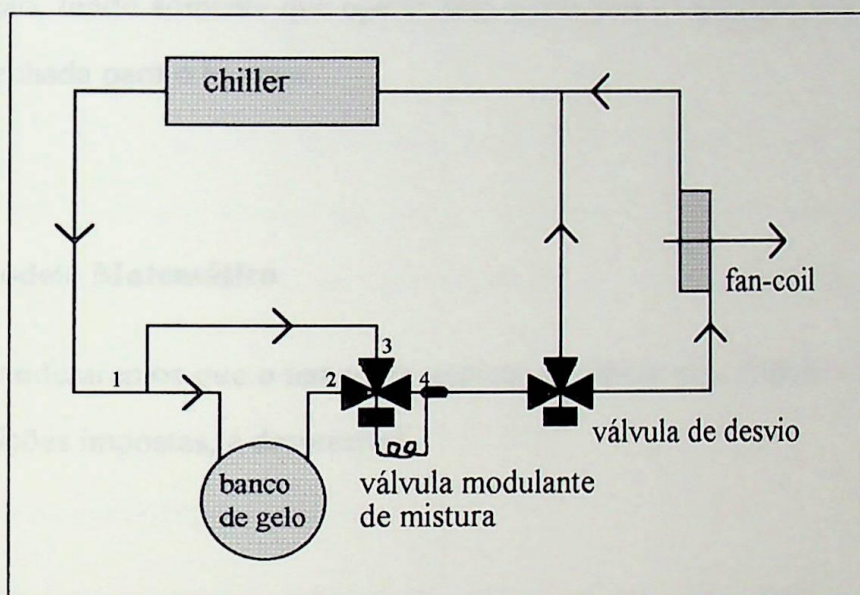 chiller
fan-coil
3
1
2
4
válvula de desvio
banco
de gelo
válvula modulante
de mistura